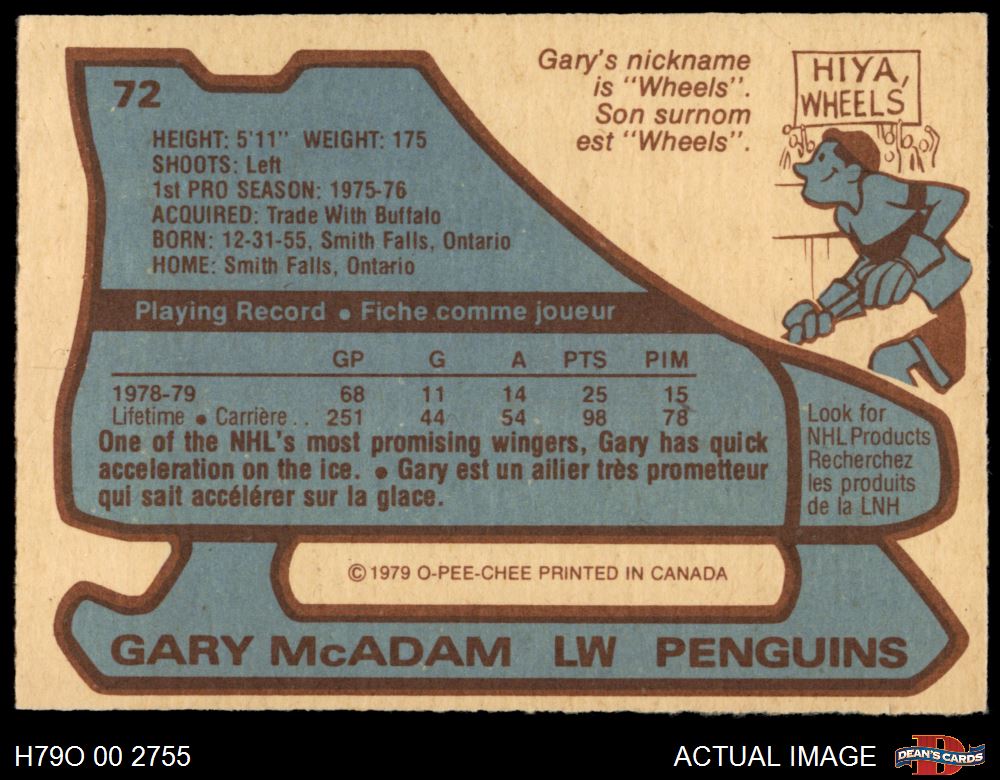 72
Gary's nickname
is "Wheels".
Son surnom
est "Wheels".
HIYA,
WHEELS
HEIGHT: 5'11" WEIGHT: 175
SHOOTS: Left
1st PRO SEASON: 1975-76
ACQUIRED: Trade With Buffalo
BORN: 12-31-55, Smith Falls, Ontario
HOME: Smith Falls, Ontario
Playing Record • Fiche comme joueur
GP G A PTS PIM
1978-79 68 11 14 25 15
Lifetime • Carrière . . 251 44 54 98 78
One of the NHL's most promising wingers, Gary has quick
acceleration on the ice. • Gary est un ailier très prometteur
qui sait accélérer sur la glace.
Look for
NHL Products
Recherchez
les produits
de la LNH
© 1979 O-PEE-CHEE PRINTED IN CANADA
GARY McADAM LW PENGUINS
H79O 00 2755
ACTUAL IMAGE
D
DEAN'S CARDS